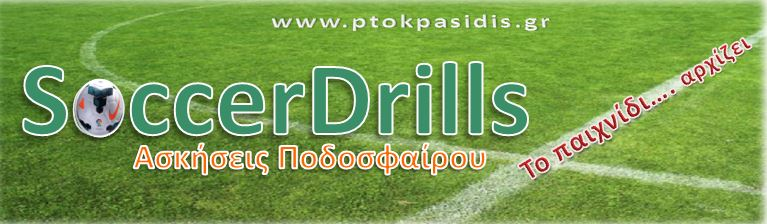 www.ptokpasidis.gr
SoccerDrills
Ασκήσεις Ποδοσφαίρου
Το παιχνίδι.... αρχίζει